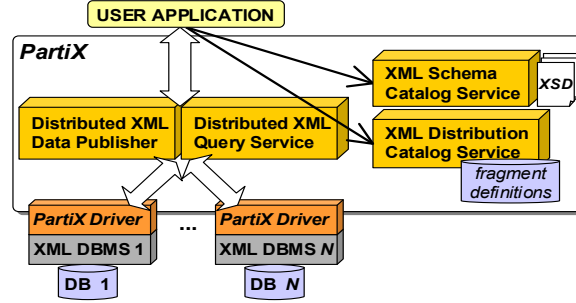 USER APPLICATION
PartiX
XML Schema
Catalog Service
XSD
Distributed XML
Data Publisher
Distributed XML
Query Service
XML Distribution
Catalog Service
fragment
definitions
PartiX Driver
...
PartiX Driver
XML DBMS 1
XML DBMS N
DB 1
DB N